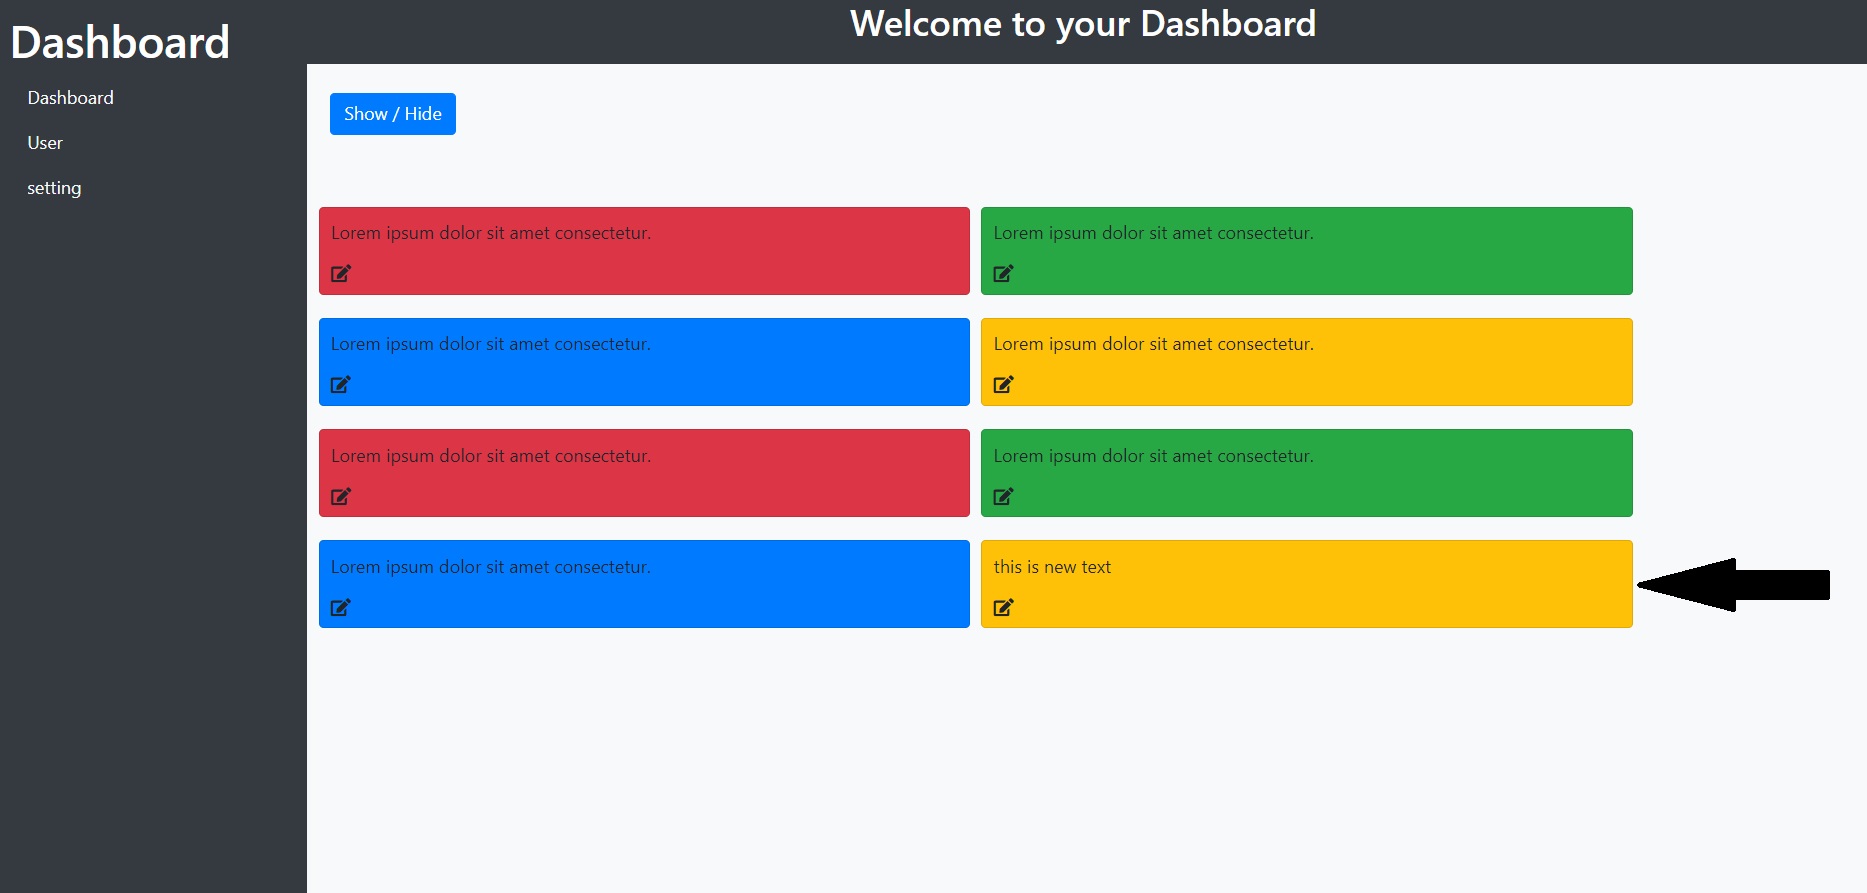 Dashboard
Dashboard
User
setting
Welcome to your Dashboard
Show / Hide
Lorem ipsum dolor sit amet consectetur.
Lorem ipsum dolor sit amet consectetur.
Lorem ipsum dolor sit amet consectetur.
Lorem ipsum dolor sit amet consectetur.
Lorem ipsum dolor sit amet consectetur.
Lorem ipsum dolor sit amet consectetur.
Lorem ipsum dolor sit amet consectetur.
this is new text